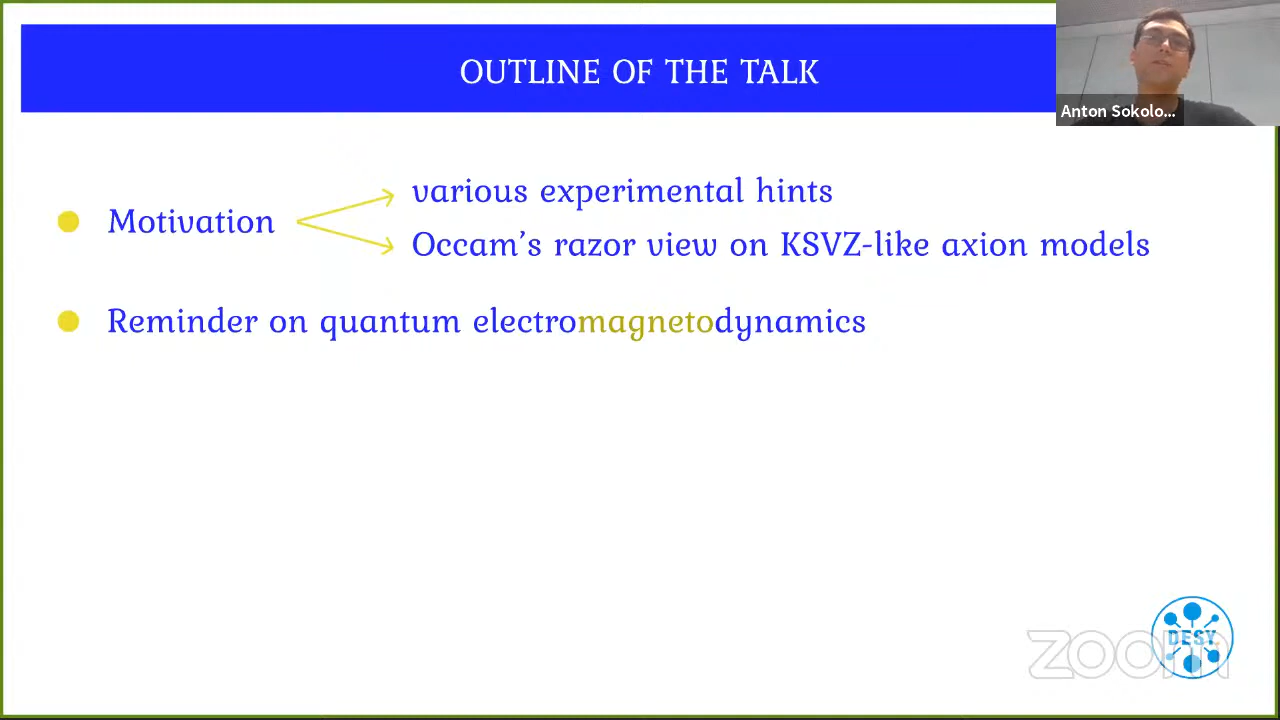 OUTLINE OF THE TALK
Anton Sokolo...
various experimental hints
Motivation
Occam's razor view on KSVZ-like axion models
Reminder on quantum electromagnetodynamics
DESY
zoom